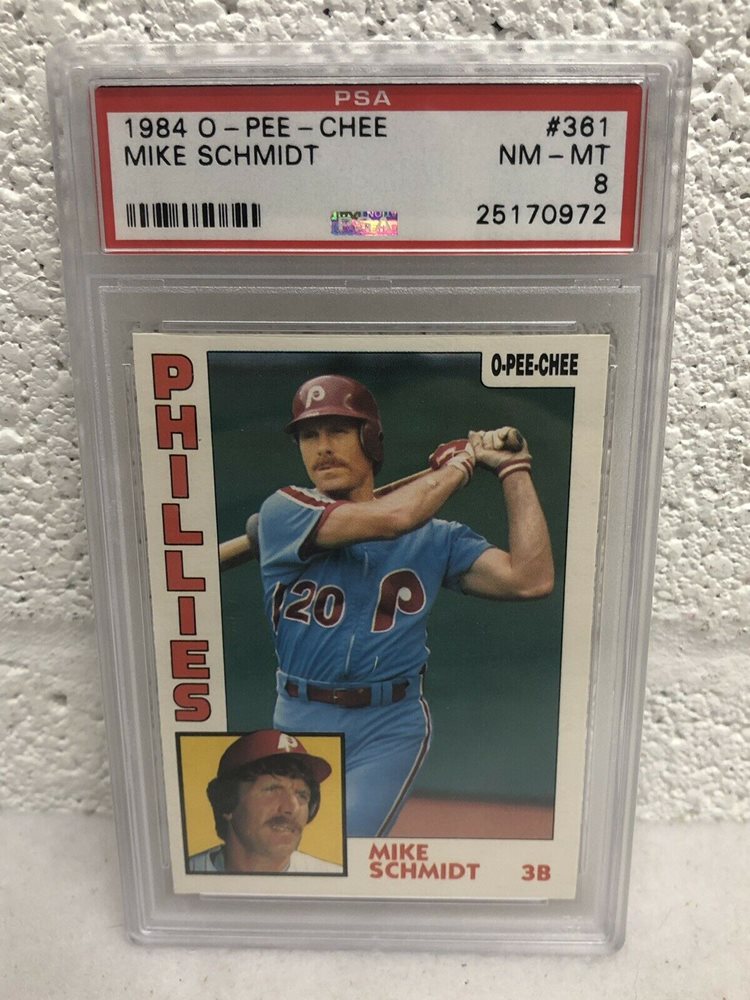 PSA
1984 O-PEE-CHEE #361
MIKE SCHMIDT NM-MT
8
25170972
O-PEE-CHEE
PHILLIES
P
20 P
P
MIKE
SCHMIDT 3B